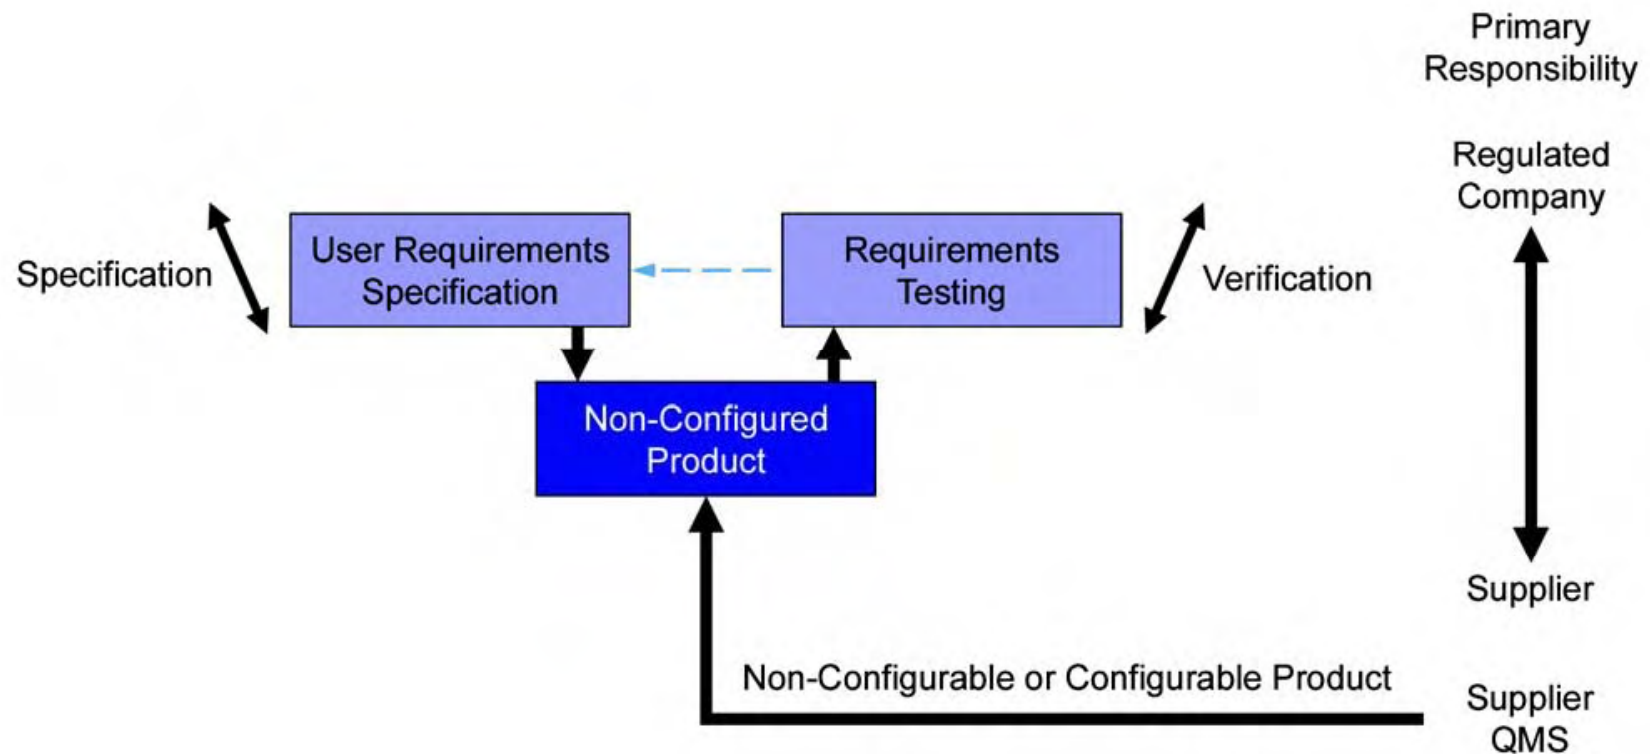 Primary
Responsibility
Regulated
Company
Specification
User Requirements
Specification
Requirements
Testing
Verification
Non-Configured
Product
Supplier
Non-Configurable or Configurable Product
Supplier
QMS